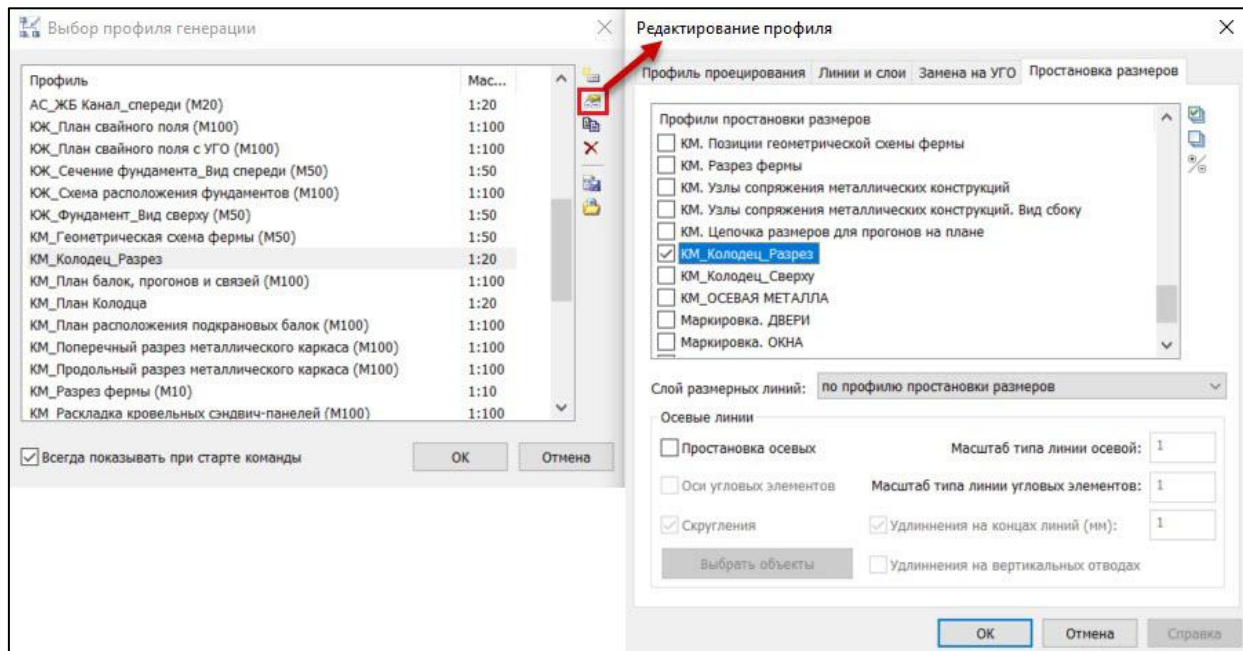 Выбор профиля генерации
Профиль Мас...
АС_ЖБ Канал_спереди (М20) 1:20
КЖ_План свайного поля (М100) 1:100
КЖ_План свайного поля с УГО (М100) 1:100
КЖ_Сечение фундамента_Вид спереди (М50) 1:50
КЖ_Схема расположения фундаментов (М100) 1:100
КЖ_Фундамент_Вид сверху (М50) 1:50
КМ_Геометрическая схема фермы (М50) 1:50
КМ_Колодец_Разрез 1:20
КМ_План балок, прогонов и связей (М100) 1:100
КМ_План Колодца 1:20
КМ_План расположения подкрановых балок (М100) 1:100
КМ_Поперечный разрез металлического каркаса (М100) 1:100
КМ_Продольный разрез металлического каркаса (М100) 1:100
КМ_Разрез фермы (М10) 1:10
КМ_Раскладка кровельных сэндвич-панелей (М100) 1:100
Всегда показывать при старте команды
ОК
Отмена
Редактирование профиля
Профиль проецирования Линии и слои Замена на УГО Простановка размеров
Профили простановки размеров
КМ. Позиции геометрической схемы фермы
КМ. Разрез фермы
КМ. Узлы сопряжения металлических конструкций
КМ. Узлы сопряжения металлических конструкций. Вид сбоку
КМ. Цепочка размеров для прогонов на плане
КМ_Колодец_Разрез
КМ_Колодец_Сверху
КМ_ОСЕВАЯ МЕТАЛЛА
Маркировка. ДВЕРИ
Маркировка. ОКНА
Слой размерных линий: по профилю простановки размеров
Осевые линии
Простановка осевых Масштаб типа линии осевой: 1
Оси угловых элементов Масштаб типа линии угловых элементов: 1
Скругления Удлиннения на концах линий (мм): 1
Выбрать объекты Удлиннения на вертикальных отводах
ОК Отмена Справка